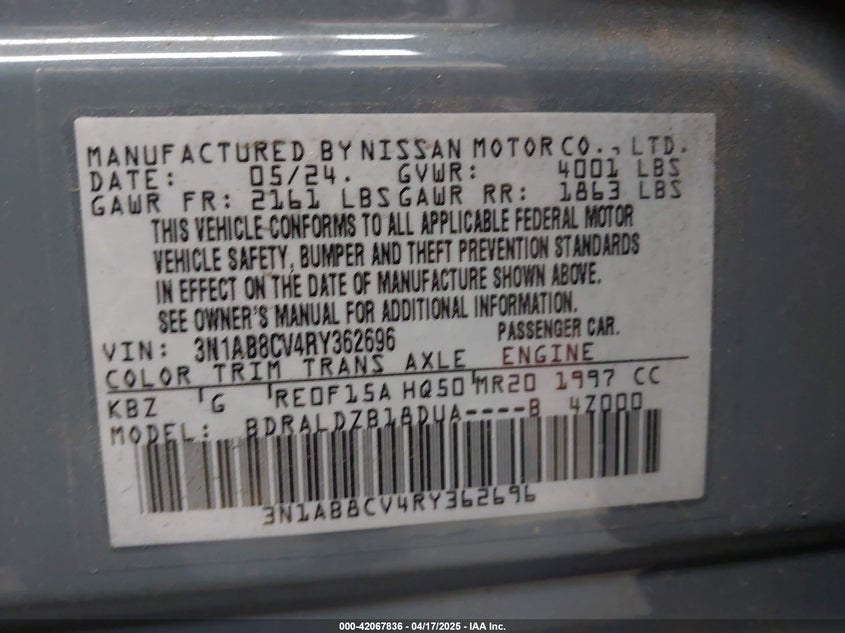 MANUFACTURED BY NISSAN MOTOR CO., LTD.
DATE: 05/24. GVWR: 4001 LBS
GAWR FR: 2161 LBS GAWR RR: 1863 LBS
THIS VEHICLE CONFORMS TO ALL APPLICABLE FEDERAL MOTOR
VEHICLE SAFETY, BUMPER AND THEFT PREVENTION STANDARDS
IN EFFECT ON THE DATE OF MANUFACTURE SHOWN ABOVE.
SEE OWNER'S MANUAL FOR ADDITIONAL INFORMATION.
VIN: 3N1AB8CV4RY362696 PASSENGER CAR.
COLOR TRIM TRANS AXLE ENGINE
KBZ G RE0F15A HQ50 MR20 1997 CC
MODEL: BDRALDZB18DUA----B 4Z000
3N1AB8CV4RY362696
000-42067836 - 04/17/2025 - IAA Inc.